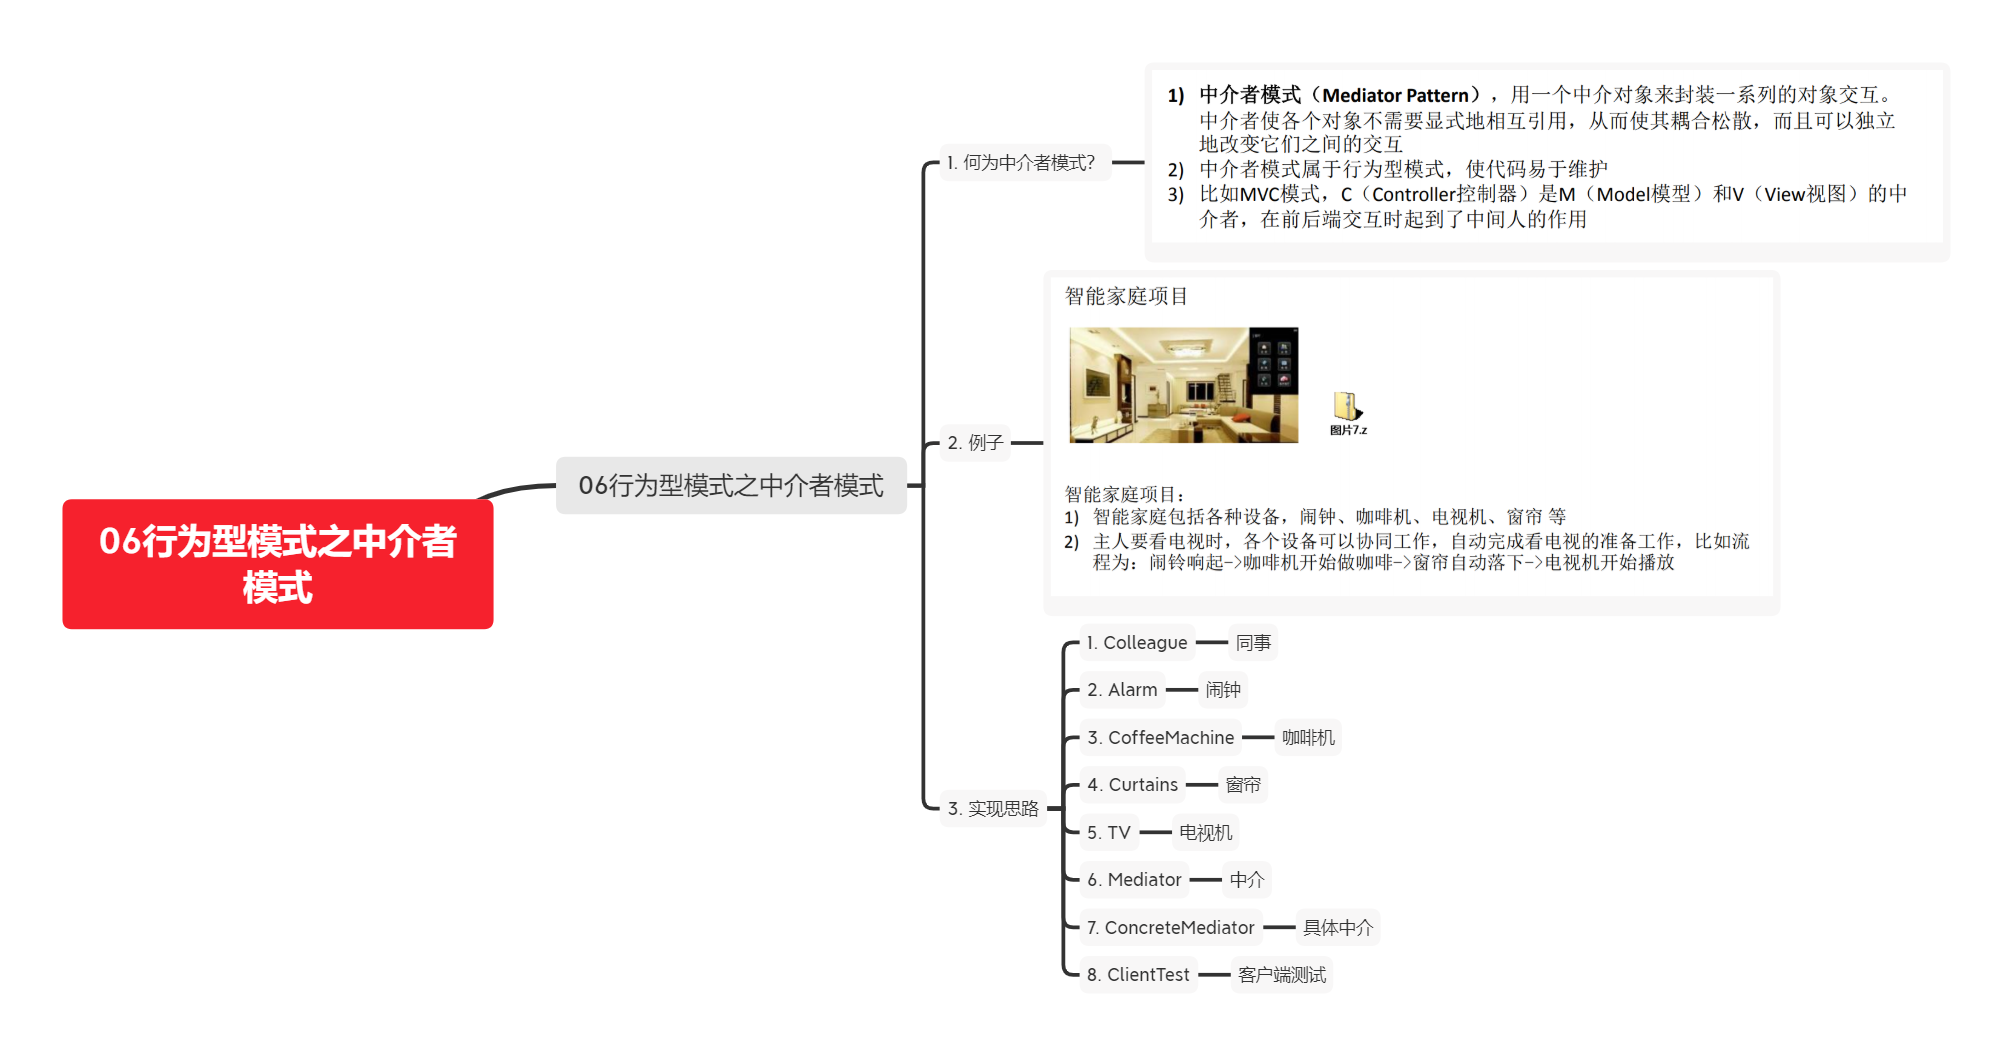 06行为型模式之中介者
模式
06行为型模式之中介者模式
1. 何为中介者模式?
1) 中介者模式（Mediator Pattern），用一个中介对象来封装一系列的对象交互。
中介者使各个对象不需要显式地相互引用，从而使其耦合松散，而且可以独立
地改变它们之间的交互
2) 中介者模式属于行为型模式，使代码易于维护
3) 比如MVC模式，C（Controller控制器）是M（Model模型）和V（View视图）的中
介者，在前后端交互时起到了中间人的作用
2. 例子
智能家庭项目
图片7.z
智能家庭项目：
1) 智能家庭包括各种设备，闹钟、咖啡机、电视机、窗帘 等
2) 主人要看电视时，各个设备可以协同工作，自动完成看电视的准备工作，比如流
程为：闹铃响起->咖啡机开始做咖啡->窗帘自动落下->电视机开始播放
3. 实现思路
1. Colleague
同事
2. Alarm
闹钟
3. CoffeeMachine
咖啡机
4. Curtains
窗帘
5. TV
电视机
6. Mediator
中介
7. ConcreteMediator
具体中介
8. ClientTest
客户端测试